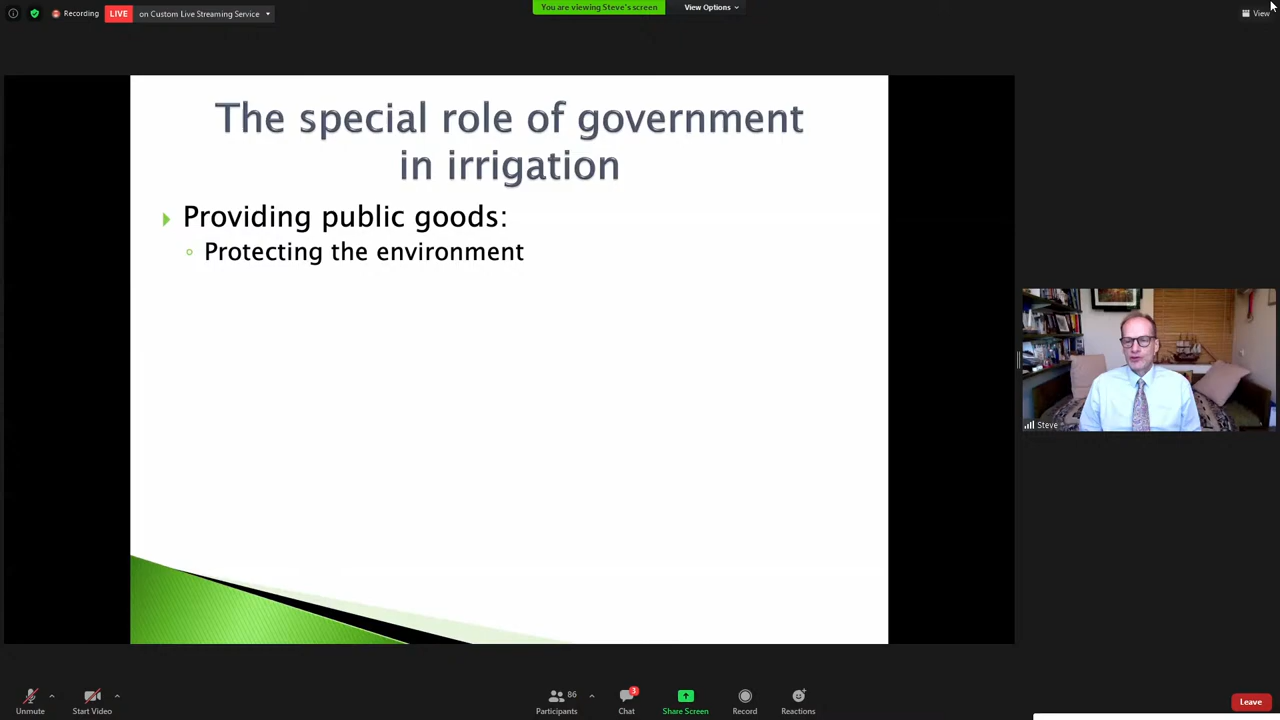 Recording
LIVE
on Custom Live Streaming Service
You are viewing Steve's screen
View Options
View
The special role of government
in irrigation
Providing public goods:
Protecting the environment
Steve
Unmute
Start Video
86
Participants
3
Chat
Share Screen
Record
Reactions
Leave